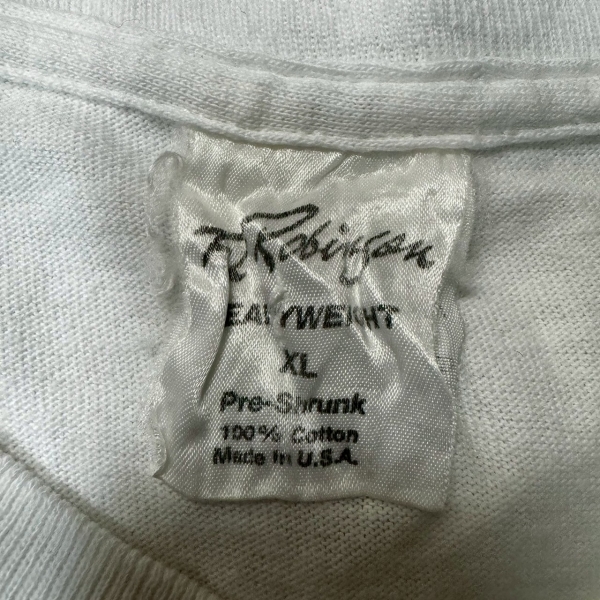 R. Robinson
EAVYWEIGHT
XL
Pre-Shrunk
100% Cotton
Made in U.S.A.